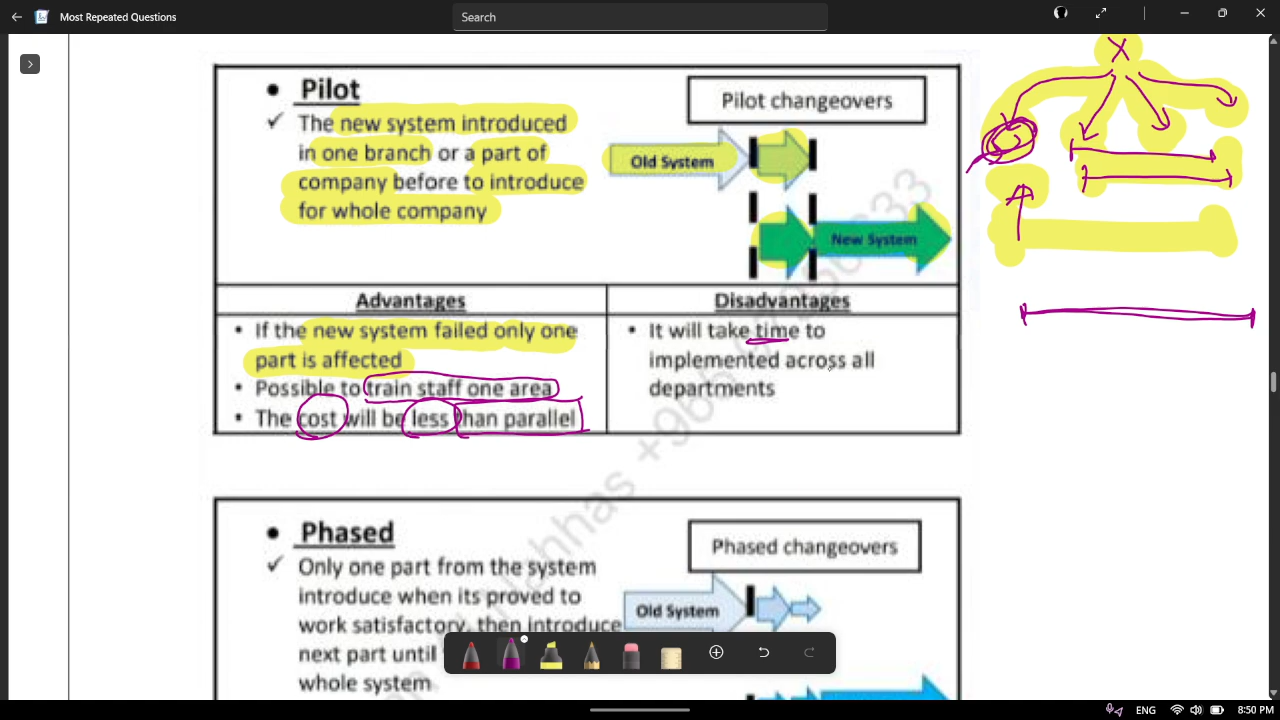 Most Repeated Questions
Search
Pilot
The new system introduced
in one branch or a part of
company before to introduce
for whole company
Pilot changeovers
Old System
New System
X
Advantages
Disadvantages
If the new system failed only one
part is affected
Possible to train staff one area
The cost will be less than parallel
It will take time to
implemented across all
departments
Phased
Only one part from the system
introduce when its proved to
work satisfactory, then introduce
next part until
whole system
Phased changeovers
Old System
ENG
8:50 PM